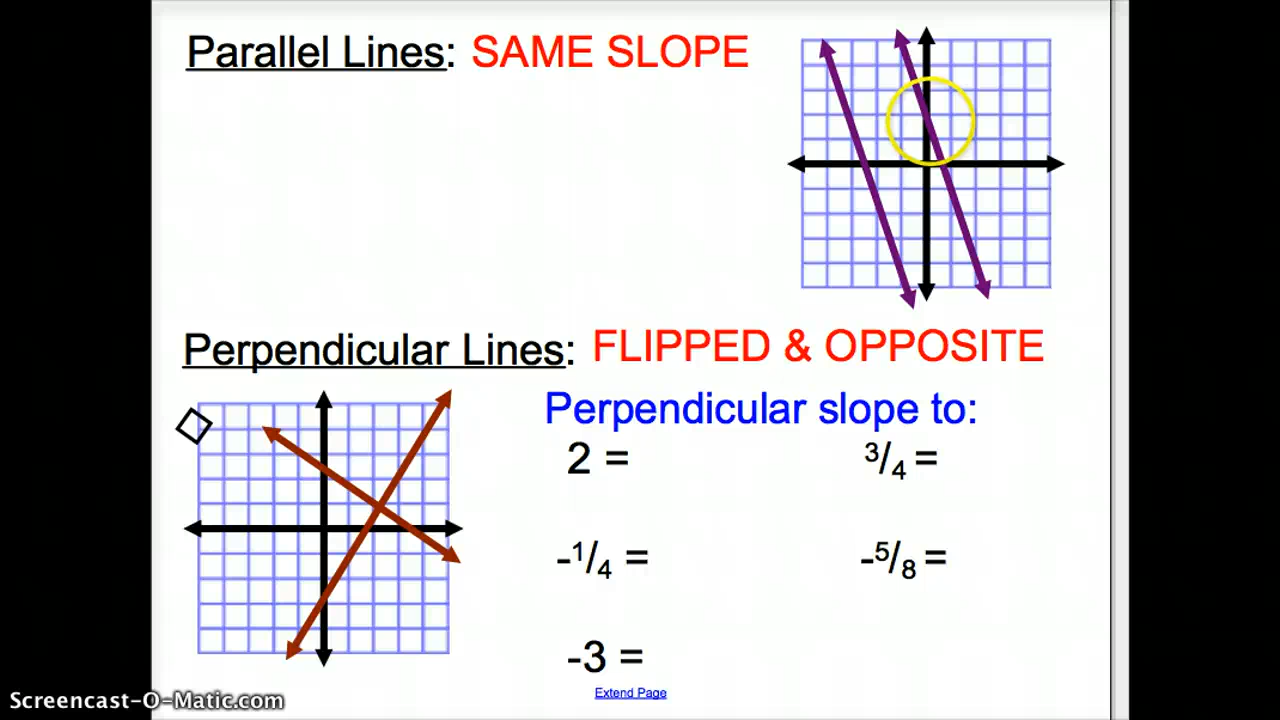 Parallel Lines: SAME SLOPE
Perpendicular Lines: FLIPPED & OPPOSITE
Perpendicular slope to:
2 =
3/4 =
-1/4 =
-5/8 =
-3 =
Extend Page
Screencast-O-Matic.com